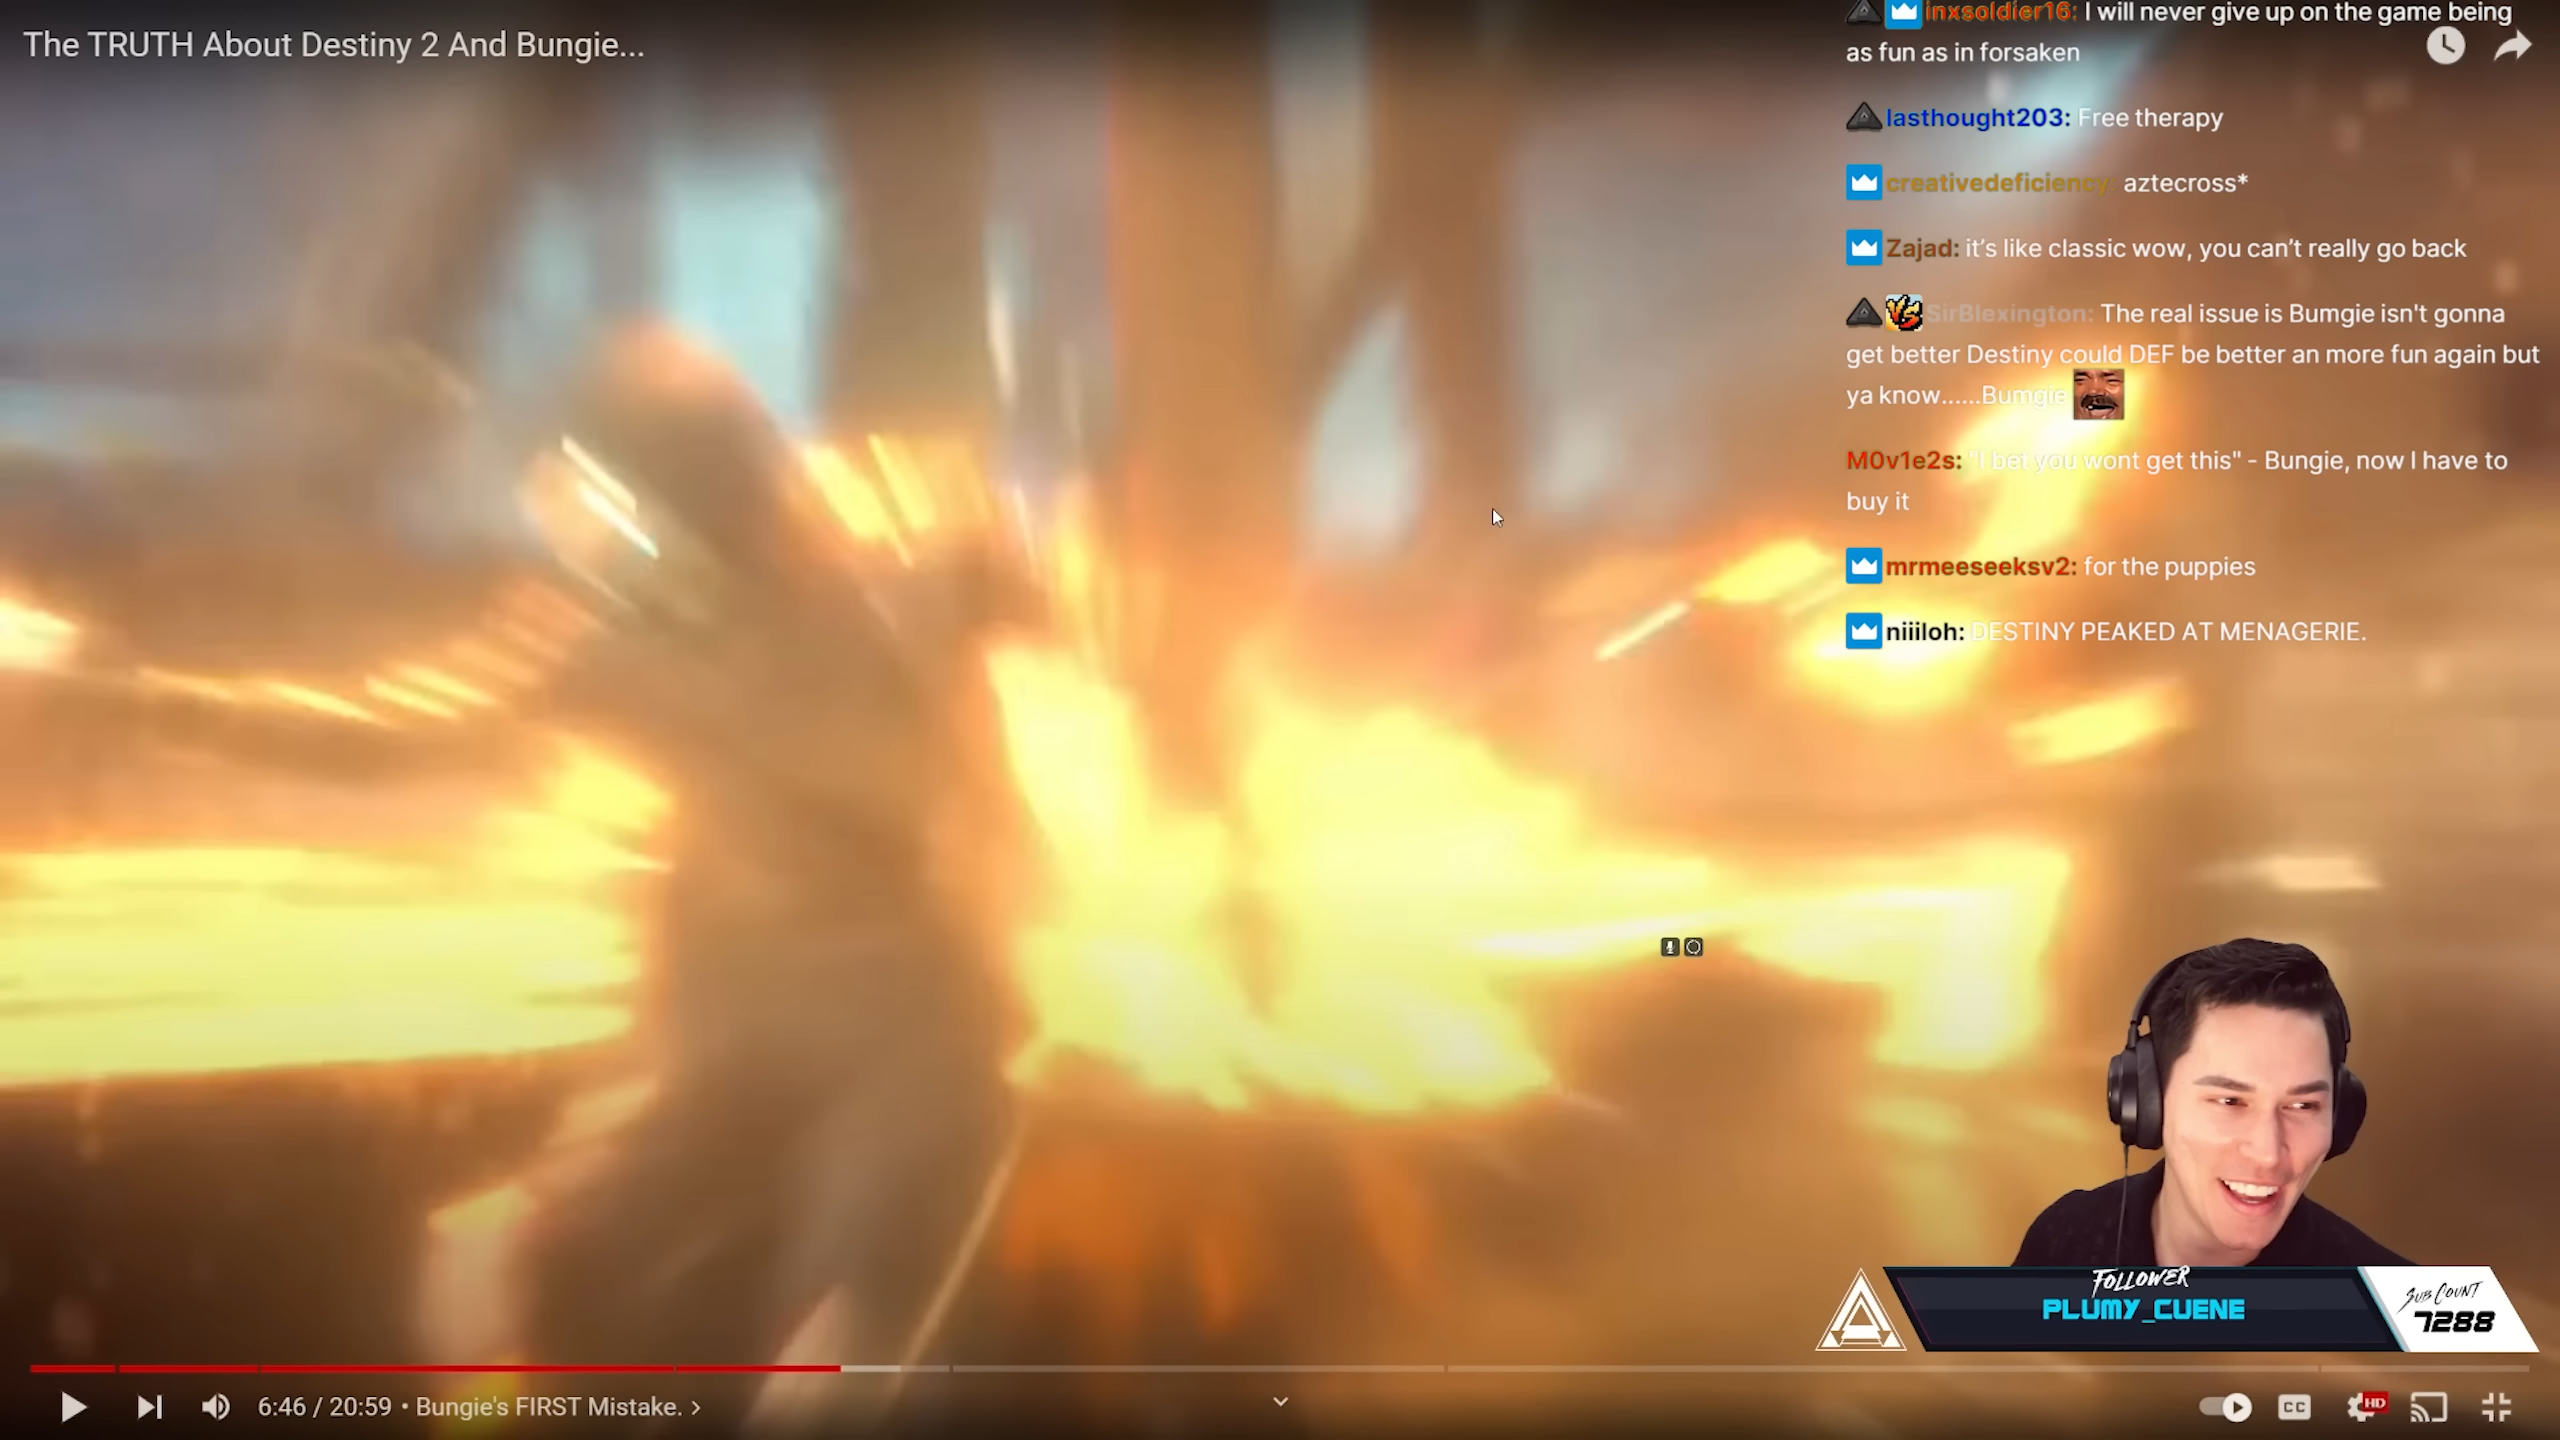 The TRUTH About Destiny 2 And Bungie...
inxsoldier16: I will never give up on the game being
as fun as in forsaken
lasthought203: Free therapy
creativedeficiency: aztecross*
Zajad: it's like classic wow, you can't really go back
VS SirBlexington: The real issue is Bumgie isn't gonna
get better Destiny could DEF be better an more fun again but
ya know......Bumgie
M0v1e2s: "I bet you wont get this" - Bungie, now I have to
buy it
mrmeeseeksv2: for the puppies
niiiloh: DESTINY PEAKED AT MENAGERIE.
FOLLOWER
PLUMY_CUENE
SUB COUNT
7288
6:46 / 20:59 • Bungie's FIRST Mistake. >
CC
HD